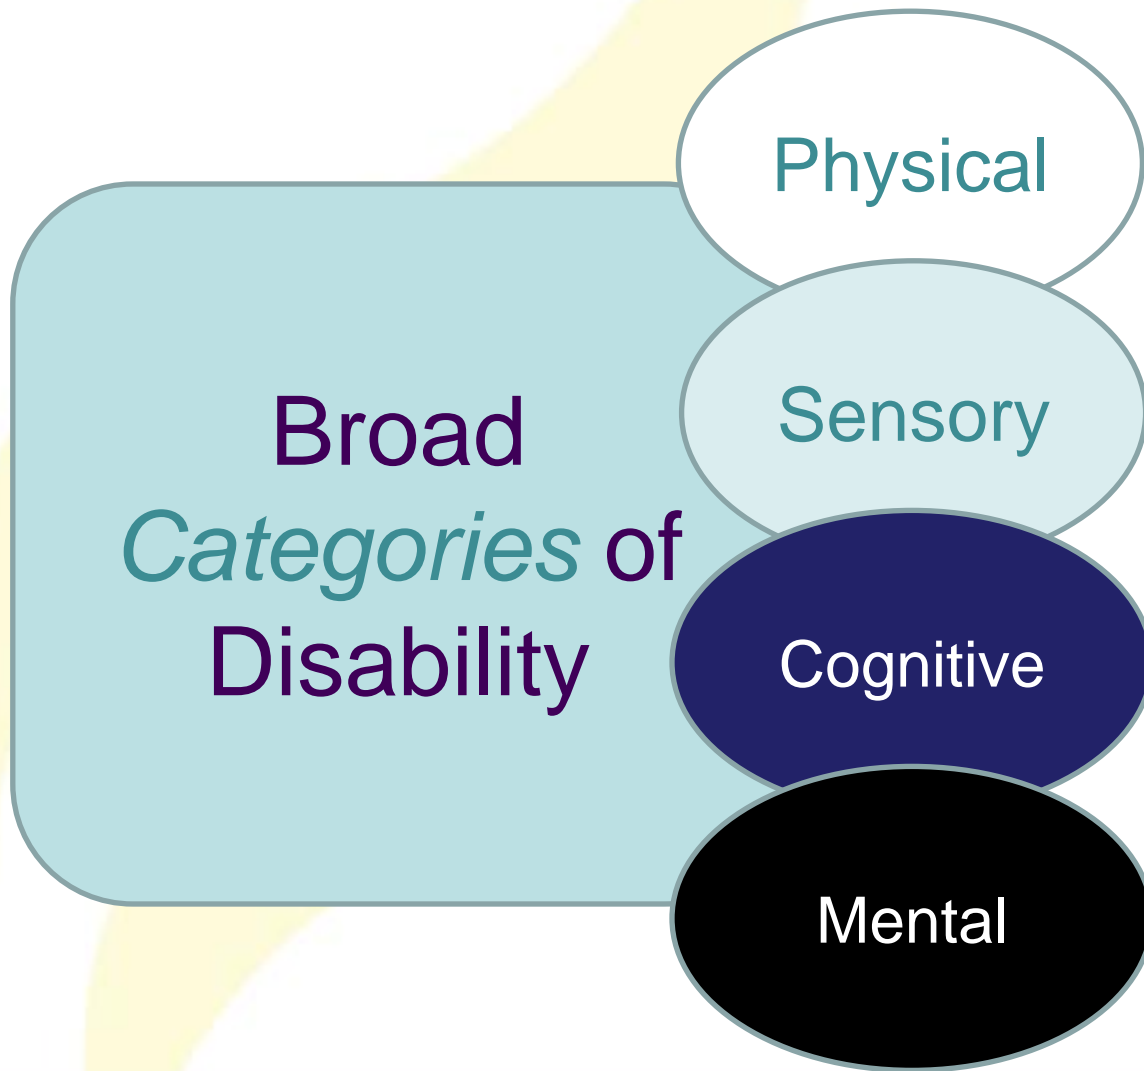 Broad
Categories of
Disability
Physical
Sensory
Cognitive
Mental